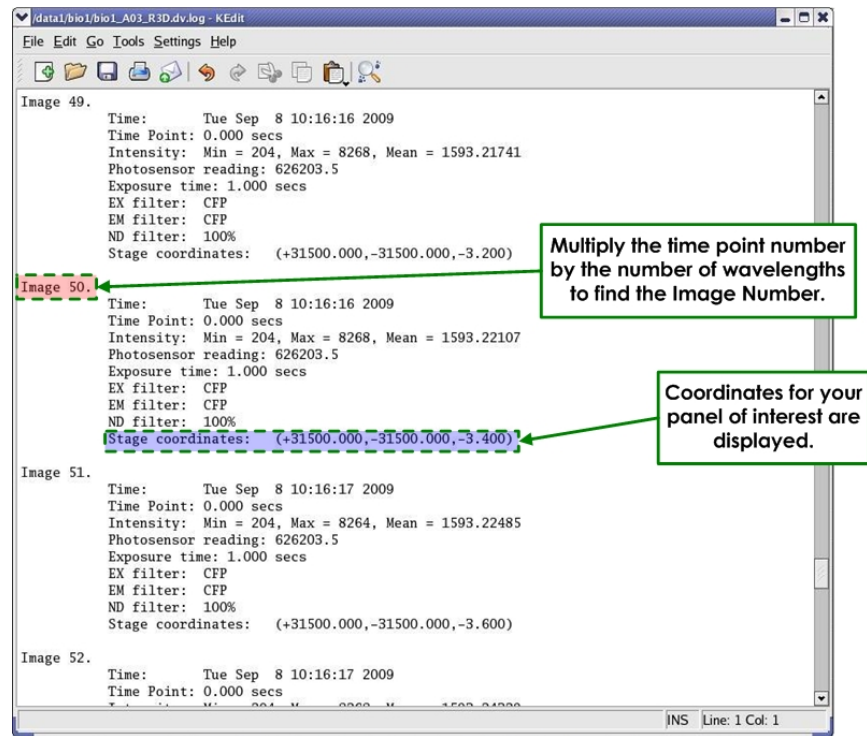 /data1/bio1/bio1_A03_R3D.dv.log - KEdit
File Edit Go Tools Settings Help
Image 49.
Time: Tue Sep 8 10:16:16 2009
Time Point: 0.000 secs
Intensity: Min = 204, Max = 8268, Mean = 1593.21741
Photosensor reading: 626203.5
Exposure time: 1.000 secs
EX filter: CFP
EM filter: CFP
ND filter: 100%
Stage coordinates: (+31500.000,-31500.000,-3.200)
Multiply the time point number
by the number of wavelengths
to find the Image Number.
Image 50.
Time: Tue Sep 8 10:16:16 2009
Time Point: 0.000 secs
Intensity: Min = 204, Max = 8268, Mean = 1593.22107
Photosensor reading: 626203.5
Exposure time: 1.000 secs
EX filter: CFP
EM filter: CFP
ND filter: 100%
Stage coordinates: (+31500.000,-31500.000,-3.400)
Coordinates for your
panel of interest are
displayed.
Image 51.
Time: Tue Sep 8 10:16:17 2009
Time Point: 0.000 secs
Intensity: Min = 204, Max = 8264, Mean = 1593.22485
Photosensor reading: 626203.5
Exposure time: 1.000 secs
EX filter: CFP
EM filter: CFP
ND filter: 100%
Stage coordinates: (+31500.000,-31500.000,-3.600)
Image 52.
Time: Tue Sep 8 10:16:17 2009
Time Point: 0.000 secs
INS Line: 1 Col: 1